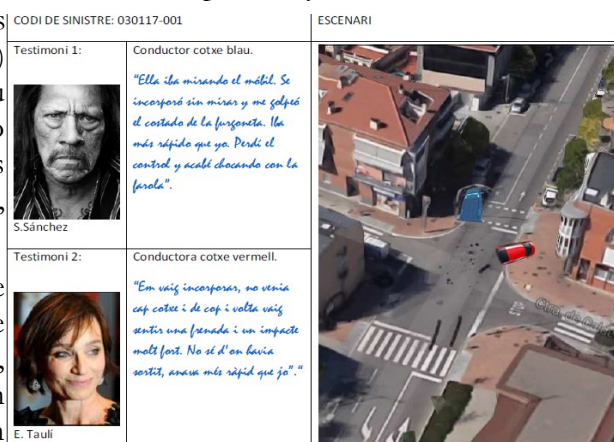 CODI DE SINISTRE: 030117-001
ESCENARI
Testimoni 1:
Conductor cotxe blau.
"Ella iba mirando el móbil. Se
incorporó sin mirar y me golpeó
el costado de la furgoneta. Iba
más rápido que yo. Perdí el
control y acabé chocando con la
farola".
S.Sánchez
Testimoni 2:
Conductora cotxe vermell.
"Em vaig incorporar, no venia
cap cotxe i de cop i volta vaig
sentir una frenada i un impacte
molt fort. No sé d'on havia
sortit, anava més ràpid que jo"."
E. Taulí
STOP